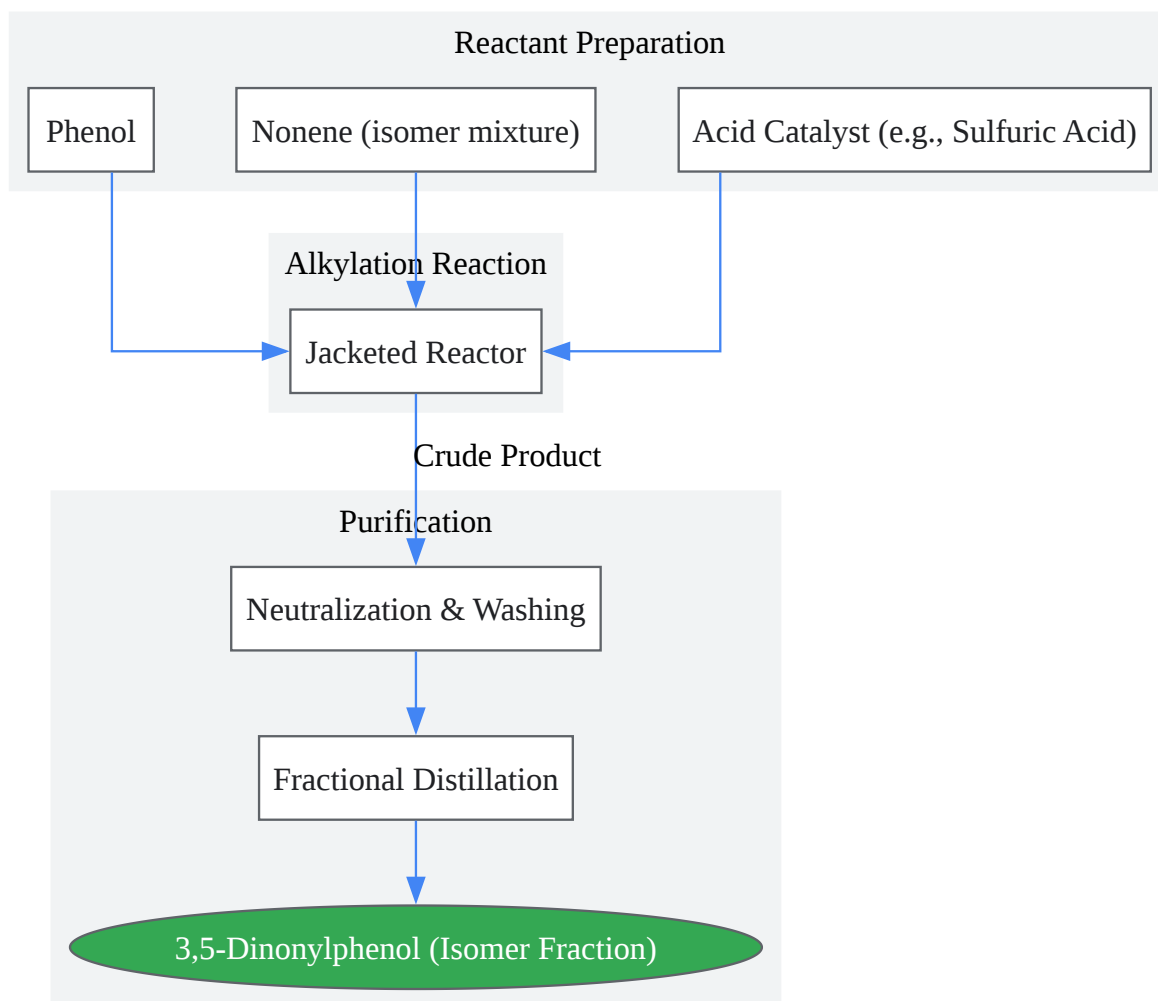 Reactant Preparation
Phenol
Nonene (isomer mixture)
Acid Catalyst (e.g., Sulfuric Acid)
Alkylation Reaction
Jacketed Reactor
Crude Product
Purification
Neutralization & Washing
Fractional Distillation
3,5-Dinonylphenol (Isomer Fraction)